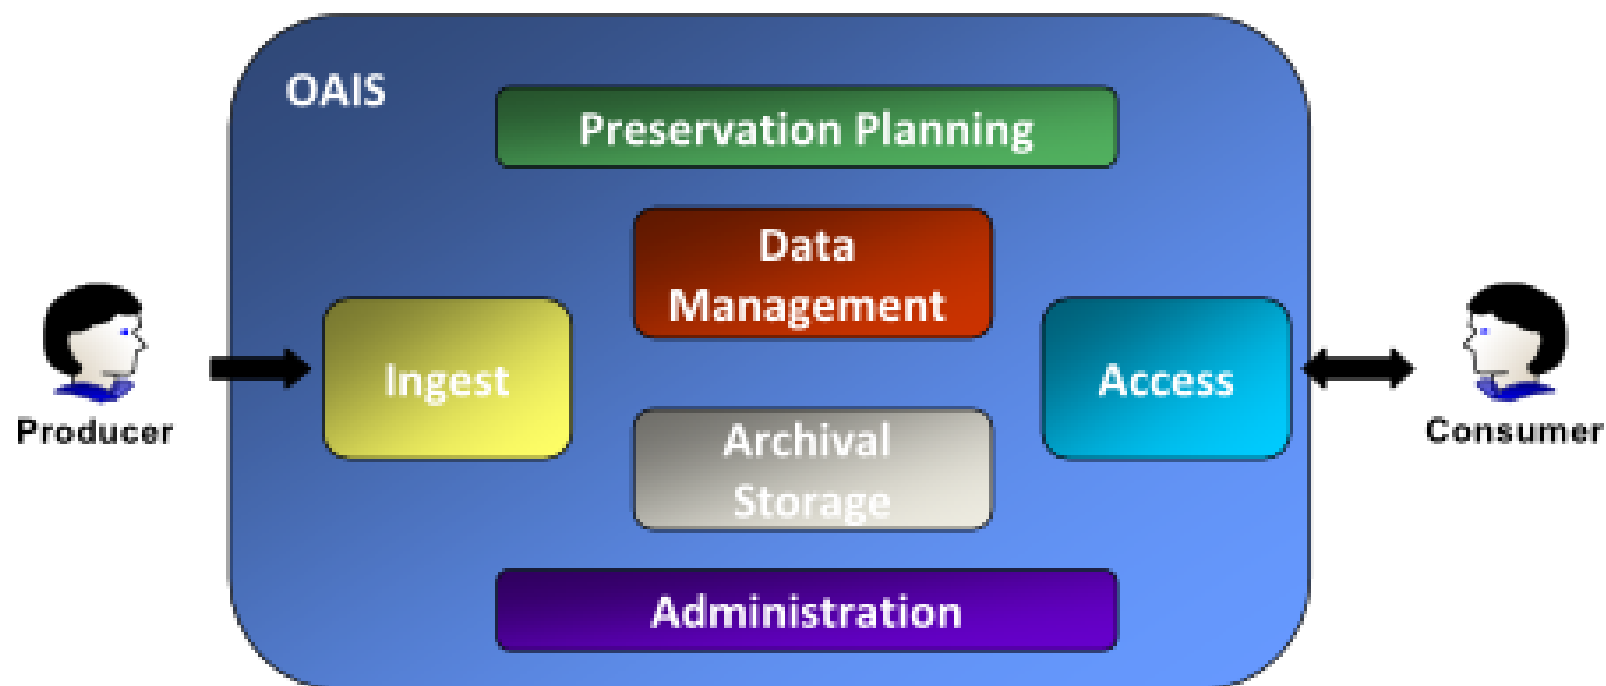 OAIS
Preservation Planning
Data
Management
Ingest
Access
Archival
Storage
Producer
Consumer
Administration